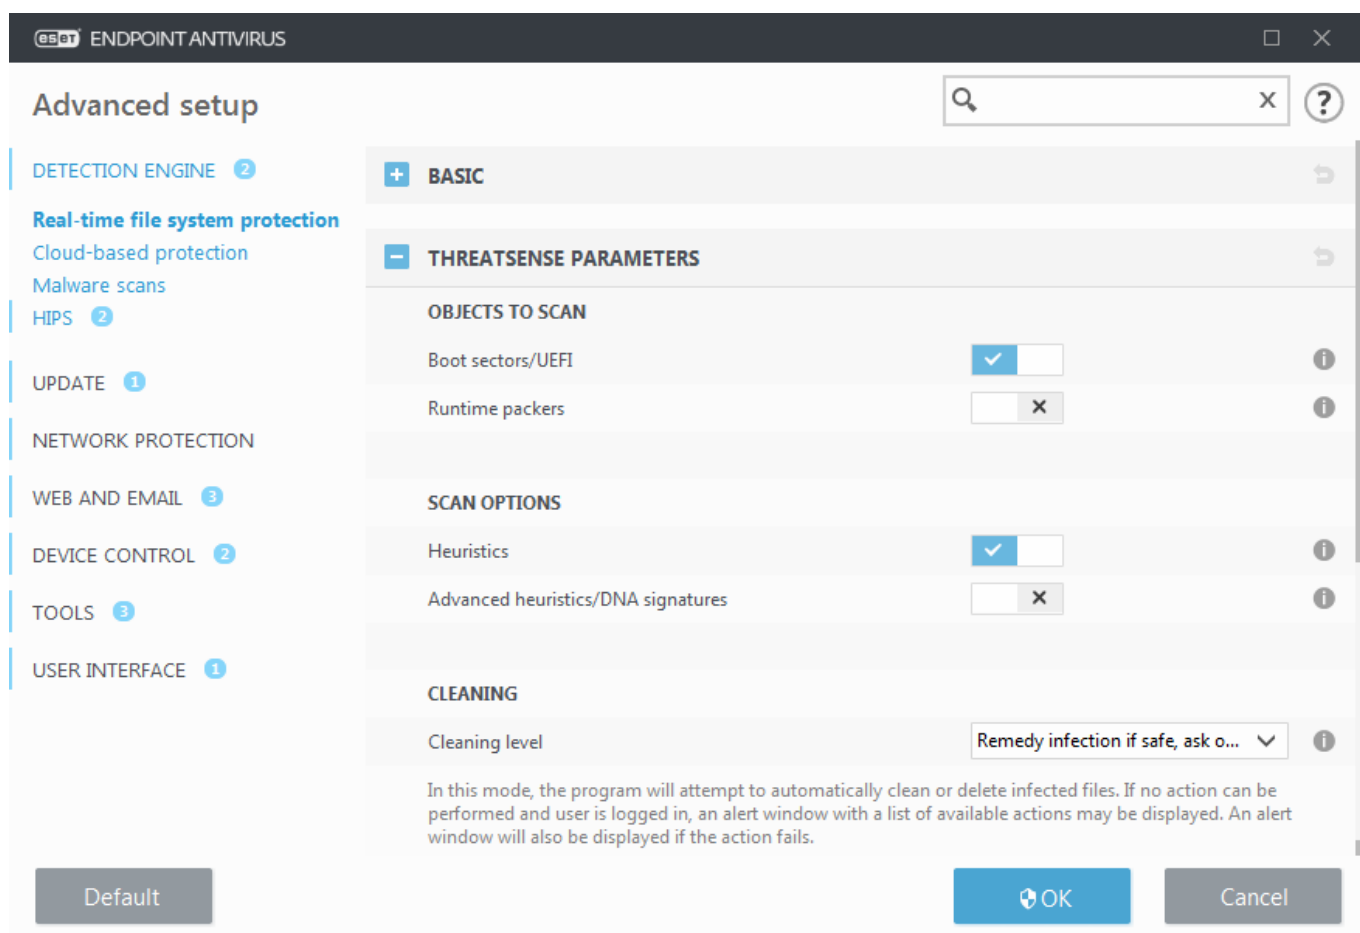 eset ENDPOINT ANTIVIRUS
Advanced setup
X
?
DETECTION ENGINE 2
Real-time file system protection
Cloud-based protection
Malware scans
HIPS 2
UPDATE 1
NETWORK PROTECTION
WEB AND EMAIL 3
DEVICE CONTROL 2
TOOLS 3
USER INTERFACE 1
BASIC
THREATSENSE PARAMETERS
OBJECTS TO SCAN
Boot sectors/UEFI
Runtime packers
SCAN OPTIONS
Heuristics
Advanced heuristics/DNA signatures
CLEANING
Cleaning level
Remedy infection if safe, ask o...
In this mode, the program will attempt to automatically clean or delete infected files. If no action can be
performed and user is logged in, an alert window with a list of available actions may be displayed. An alert
window will also be displayed if the action fails.
Default
OK
Cancel